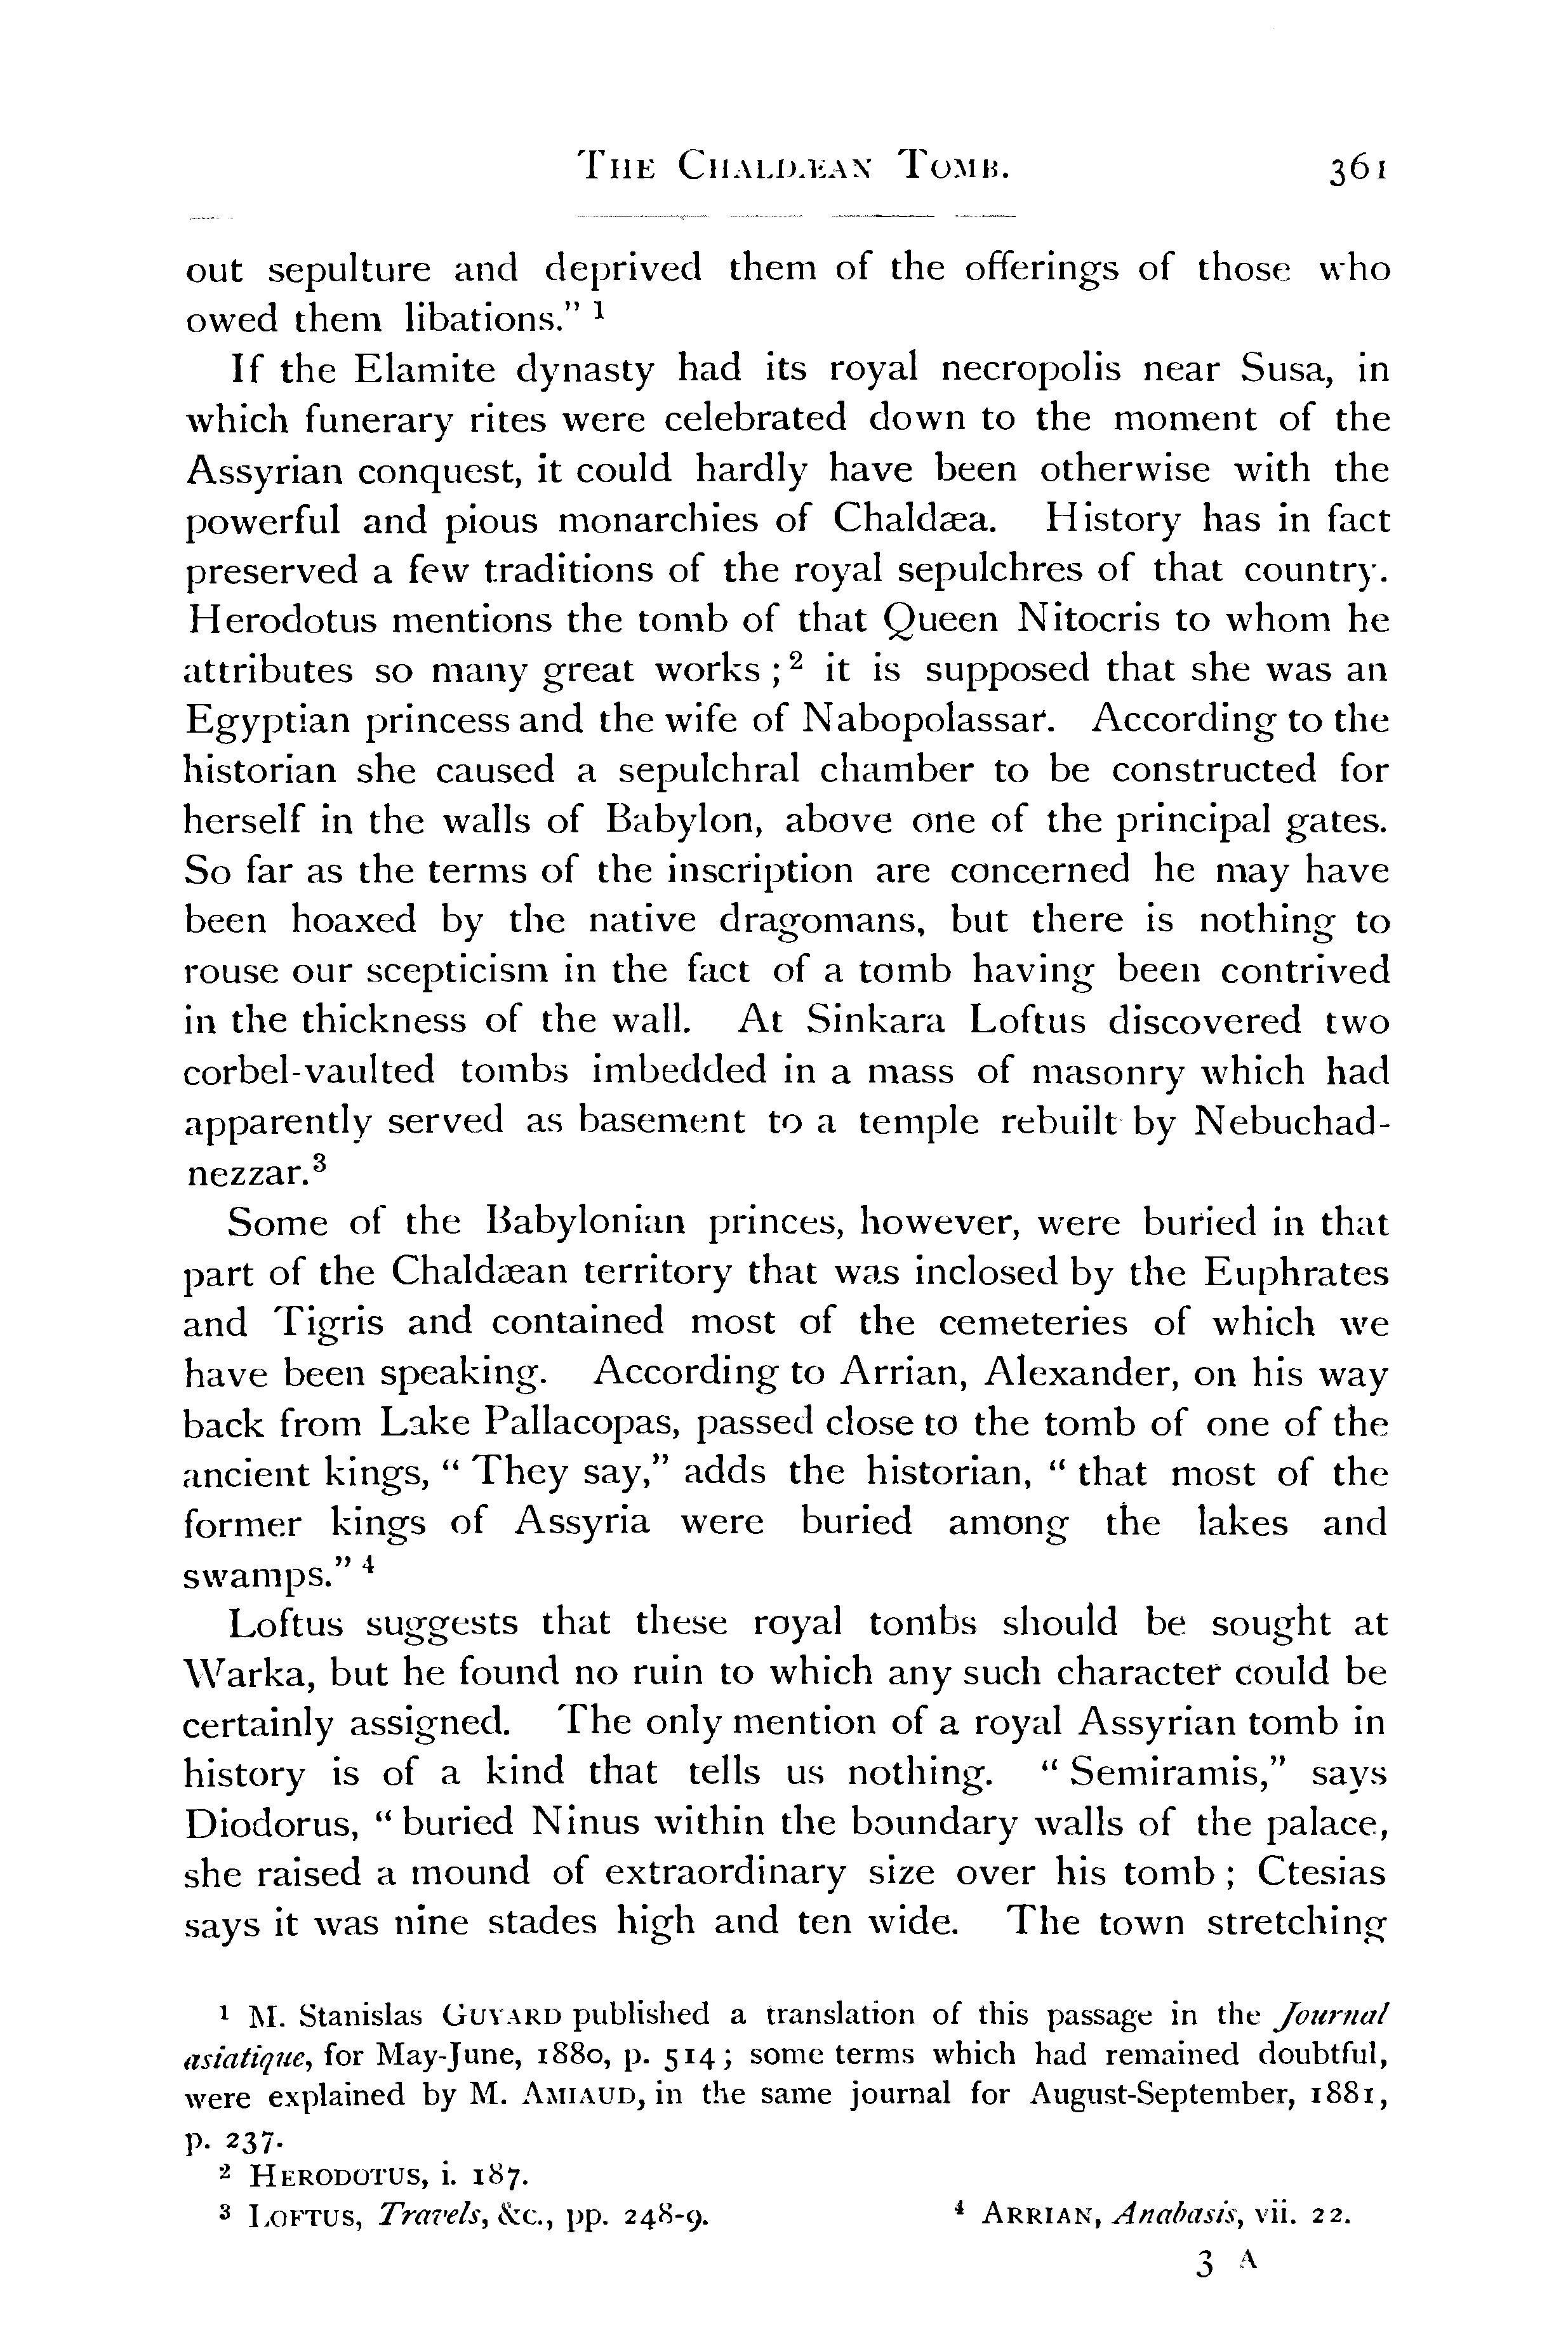 THE CHALDÆAN TOMB. 361
out sepulture and deprived them of the offerings of those who
owed them libations.” ¹
If the Elamite dynasty had its royal necropolis near Susa, in
which funerary rites were celebrated down to the moment of the
Assyrian conquest, it could hardly have been otherwise with the
powerful and pious monarchies of Chaldæa. History has in fact
preserved a few traditions of the royal sepulchres of that country.
Herodotus mentions the tomb of that Queen Nitocris to whom he
attributes so many great works ; ² it is supposed that she was an
Egyptian princess and the wife of Nabopolassar. According to the
historian she caused a sepulchral chamber to be constructed for
herself in the walls of Babylon, above one of the principal gates.
So far as the terms of the inscription are concerned he may have
been hoaxed by the native dragomans, but there is nothing to
rouse our scepticism in the fact of a tomb having been contrived
in the thickness of the wall. At Sinkara Loftus discovered two
corbel-vaulted tombs imbedded in a mass of masonry which had
apparently served as basement to a temple rebuilt by Nebuchad-
nezzar.³
Some of the Babylonian princes, however, were buried in that
part of the Chaldæan territory that was inclosed by the Euphrates
and Tigris and contained most of the cemeteries of which we
have been speaking. According to Arrian, Alexander, on his way
back from Lake Pallacopas, passed close to the tomb of one of the
ancient kings, “ They say,” adds the historian, “ that most of the
former kings of Assyria were buried among the lakes and
swamps.” ⁴
Loftus suggests that these royal tombs should be sought at
Warka, but he found no ruin to which any such character could be
certainly assigned. The only mention of a royal Assyrian tomb in
history is of a kind that tells us nothing. “ Semiramis,” says
Diodorus, “ buried Ninus within the boundary walls of the palace,
she raised a mound of extraordinary size over his tomb ; Ctesias
says it was nine stades high and ten wide. The town stretching
¹ M. Stanislas GUYARD published a translation of this passage in the Journal
asiatique, for May-June, 1880, p. 514 ; some terms which had remained doubtful,
were explained by M. AMIAUD, in the same journal for August-September, 1881,
p. 237.
² HERODOTUS, i. 187.
³ LOFTUS, Travels, &c., pp. 248-9. ⁴ ARRIAN, Anabasis, vii. 22.
3 A